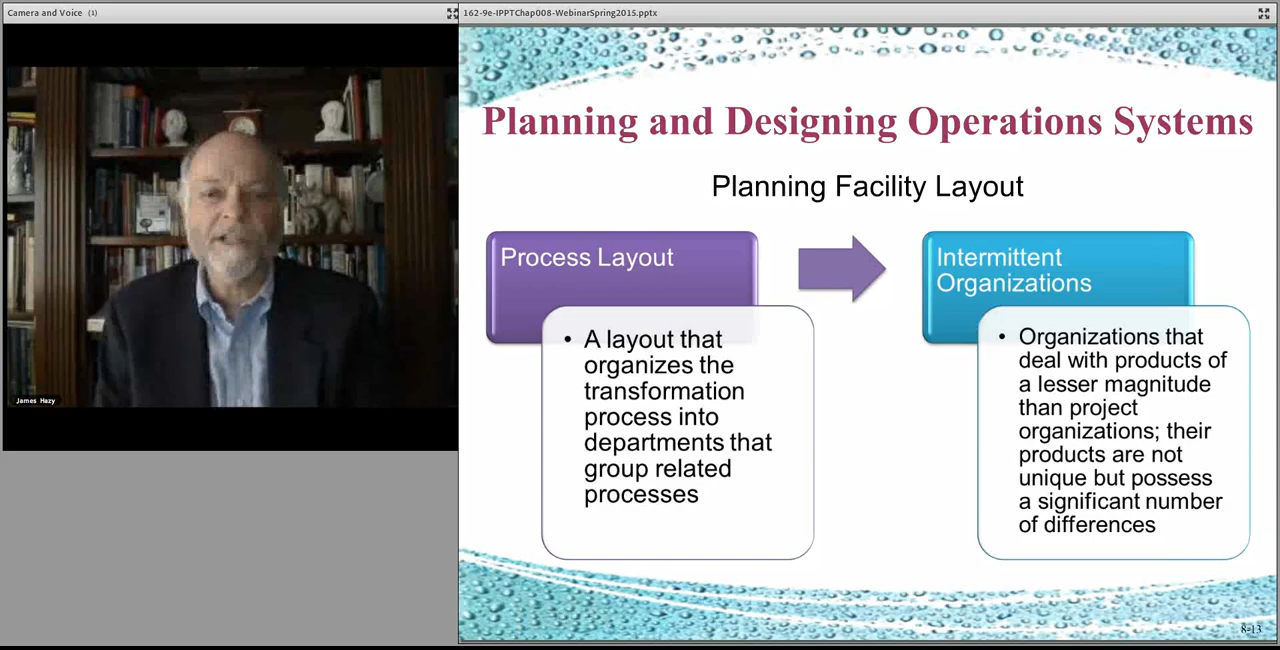 Camera and Voice (1)
James Hazy
162-9e-IPPTChap008-WebinarSpring2015.pptx
Planning and Designing Operations Systems
Planning Facility Layout
Process Layout
• A layout that
organizes the
transformation
process into
departments that
group related
processes
Intermittent
Organizations
• Organizations that
deal with products of
a lesser magnitude
than project
organizations; their
products are not
unique but possess
a significant number
of differences
8-13